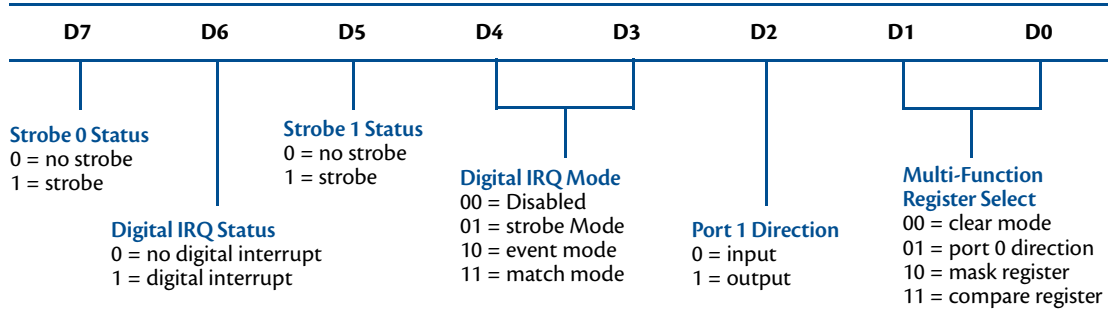 D7 D6 D5 D4 D3 D2 D1 D0
Strobe 0 Status
0 = no strobe
1 = strobe
Digital IRQ Status
0 = no digital interrupt
1 = digital interrupt
Strobe 1 Status
0 = no strobe
1 = strobe
Digital IRQ Mode
00 = Disabled
01 = strobe Mode
10 = event mode
11 = match mode
Port 1 Direction
0 = input
1 = output
Multi-Function
Register Select
00 = clear mode
01 = port 0 direction
10 = mask register
11 = compare register